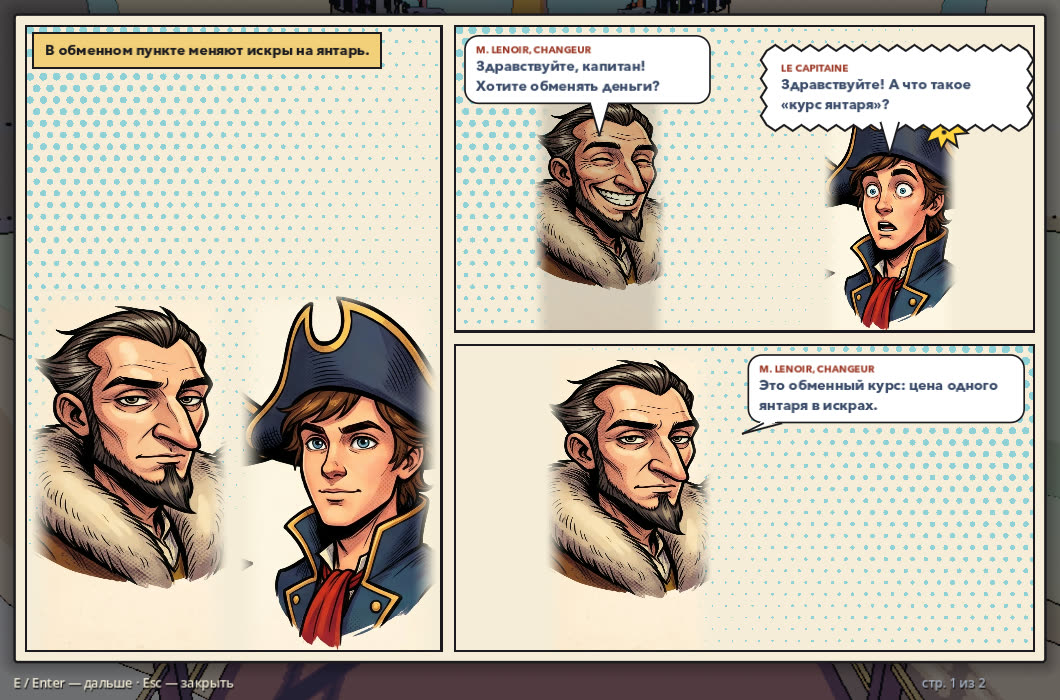 В обменном пункте меняют искры на янтарь.
M. LENOIR, CHANGEUR
Здравствуйте, капитан!
Хотите обменять деньги?
LE CAPITAINE
Здравствуйте! А что такое
«курс янтаря»?
M. LENOIR, CHANGEUR
Это обменный курс: цена одного
янтаря в искрах.
E / Enter — дальше · Esc — закрыть
стр. 1 из 2